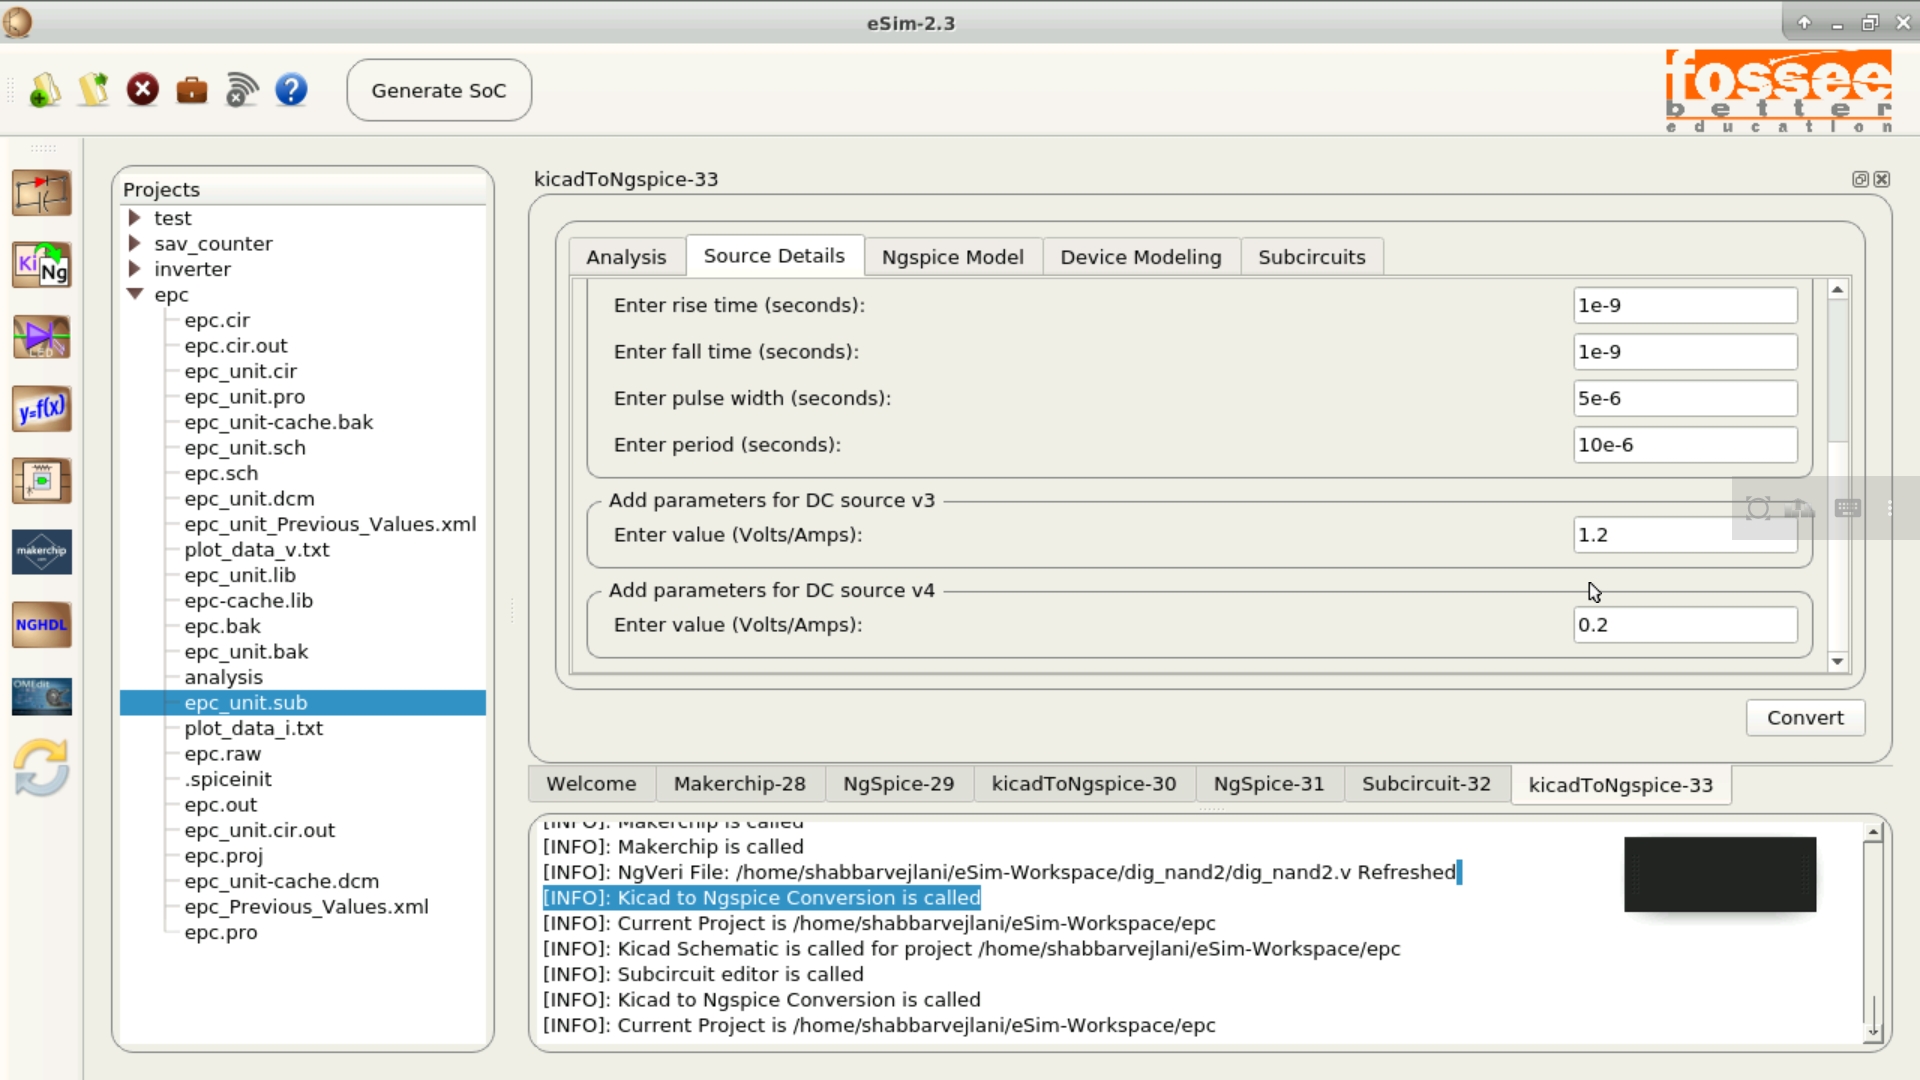 eSim-2.3
Generate SoC
fossee
better
education
Projects
test
sav_counter
inverter
epc
epc.cir
epc.cir.out
epc_unit.cir
epc_unit.pro
epc_unit-cache.bak
epc_unit.sch
epc.sch
epc_unit.dcm
epc_unit_Previous_Values.xml
plot_data_v.txt
epc_unit.lib
epc-cache.lib
epc.bak
epc_unit.bak
analysis
epc_unit.sub
plot_data_i.txt
epc.raw
.spiceinit
epc.out
epc_unit.cir.out
epc.proj
epc_unit-cache.dcm
epc_Previous_Values.xml
epc.pro
Ki Ng
LED
y=f(x)
makerchip
NGHDL
OMEdit
kicadToNgspice-33
Analysis Source Details Ngspice Model Device Modeling Subcircuits
Enter rise time (seconds): 1e-9
Enter fall time (seconds): 1e-9
Enter pulse width (seconds): 5e-6
Enter period (seconds): 10e-6
Add parameters for DC source v3
Enter value (Volts/Amps): 1.2
Add parameters for DC source v4
Enter value (Volts/Amps): 0.2
Convert
Welcome Makerchip-28 NgSpice-29 kicadToNgspice-30 NgSpice-31 Subcircuit-32 kicadToNgspice-33
[INFO]: Makerchip is called
[INFO]: Makerchip is called
[INFO]: NgVeri File: /home/shabbarvejlani/eSim-Workspace/dig_nand2/dig_nand2.v Refreshed
[INFO]: Kicad to Ngspice Conversion is called
[INFO]: Current Project is /home/shabbarvejlani/eSim-Workspace/epc
[INFO]: Kicad Schematic is called for project /home/shabbarvejlani/eSim-Workspace/epc
[INFO]: Subcircuit editor is called
[INFO]: Kicad to Ngspice Conversion is called
[INFO]: Current Project is /home/shabbarvejlani/eSim-Workspace/epc